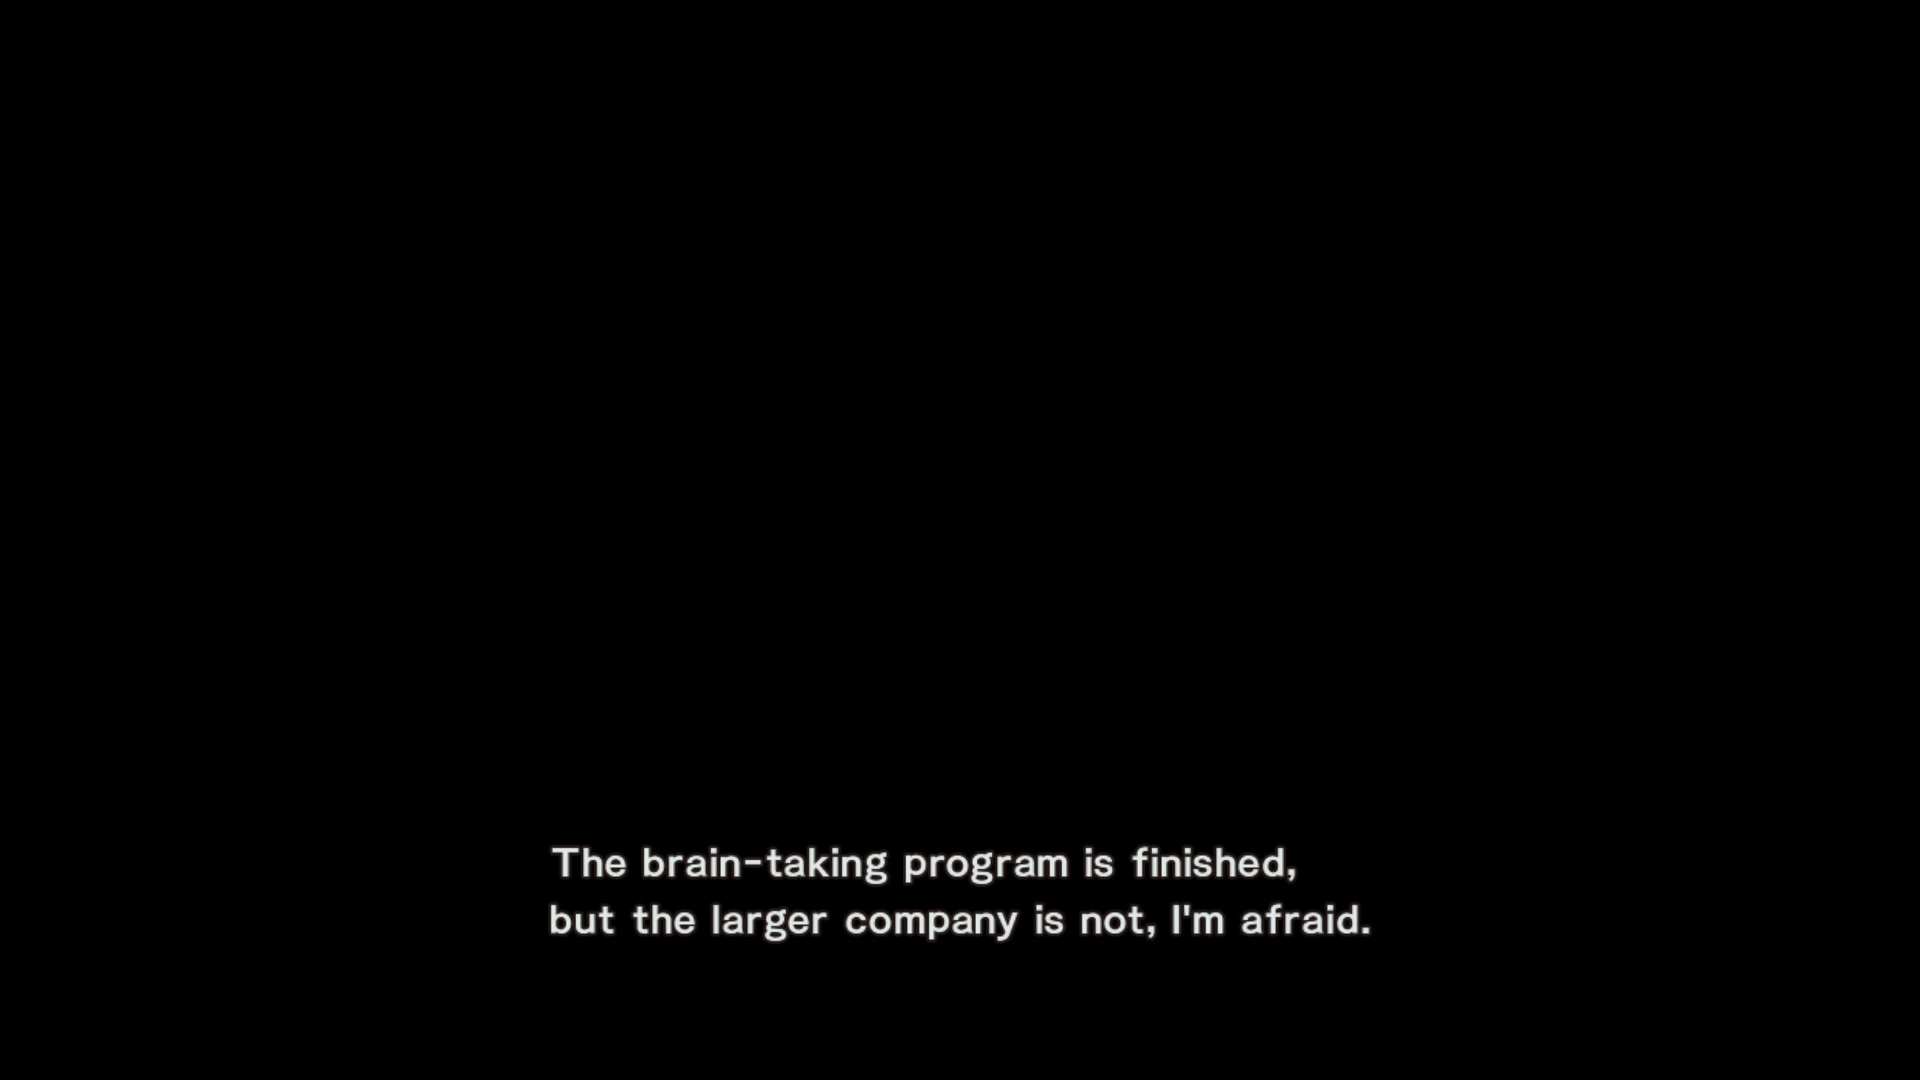 The brain-taking program is finished,
but the larger company is not, I'm afraid.